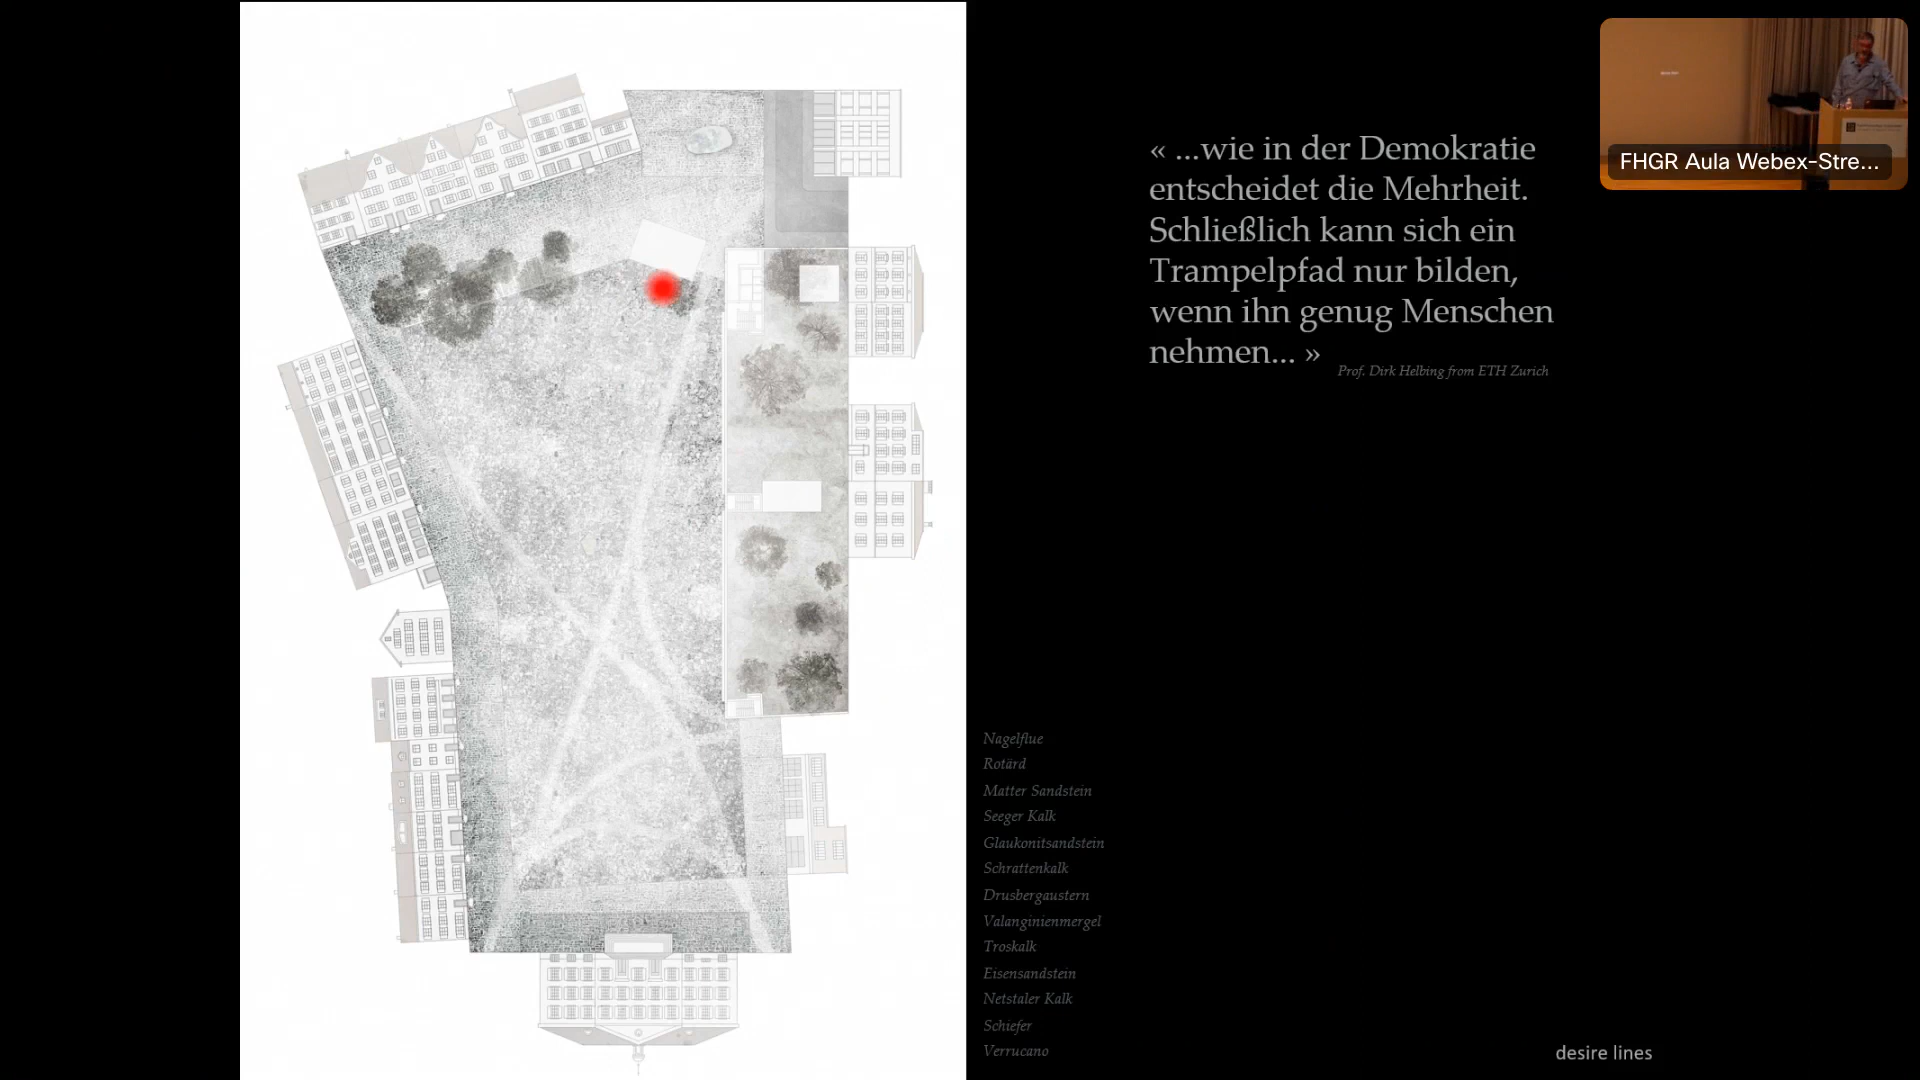 « ...wie in der Demokratie
entscheidet die Mehrheit.
Schließlich kann sich ein
Trampelpfad nur bilden,
wenn ihn genug Menschen
nehmen... »
Prof. Dirk Helbing from ETH Zurich
FHGR Aula Webex-Stre...
Nagelflue
Rotärd
Matter Sandstein
Seeger Kalk
Glaukonitsandstein
Schrattenkalk
Drusbergaustern
Valanginienmergel
Troskalk
Eisensandstein
Netstaler Kalk
Schiefer
Verrucano
desire lines